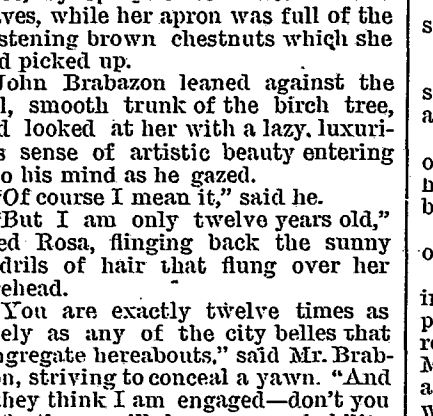 ves, while her apron was full of the
stening brown chestnuts which she
d picked up.
John Brabazon leaned against the
l, smooth trunk of the birch tree,
d looked at her with a lazy, luxuri-
s sense of artistic beauty entering
o his mind as he gazed.
"Of course I mean it," said he.
"But I am only twelve years old,"
ed Rosa, flinging back the sunny
drils of hair that flung over her
ehead.
You are exactly twelve times as
ely as any of the city belles that
ngregate hereabouts," said Mr. Brab-
n, striving to conceal a yawn. "And
they think I am engaged—don't you